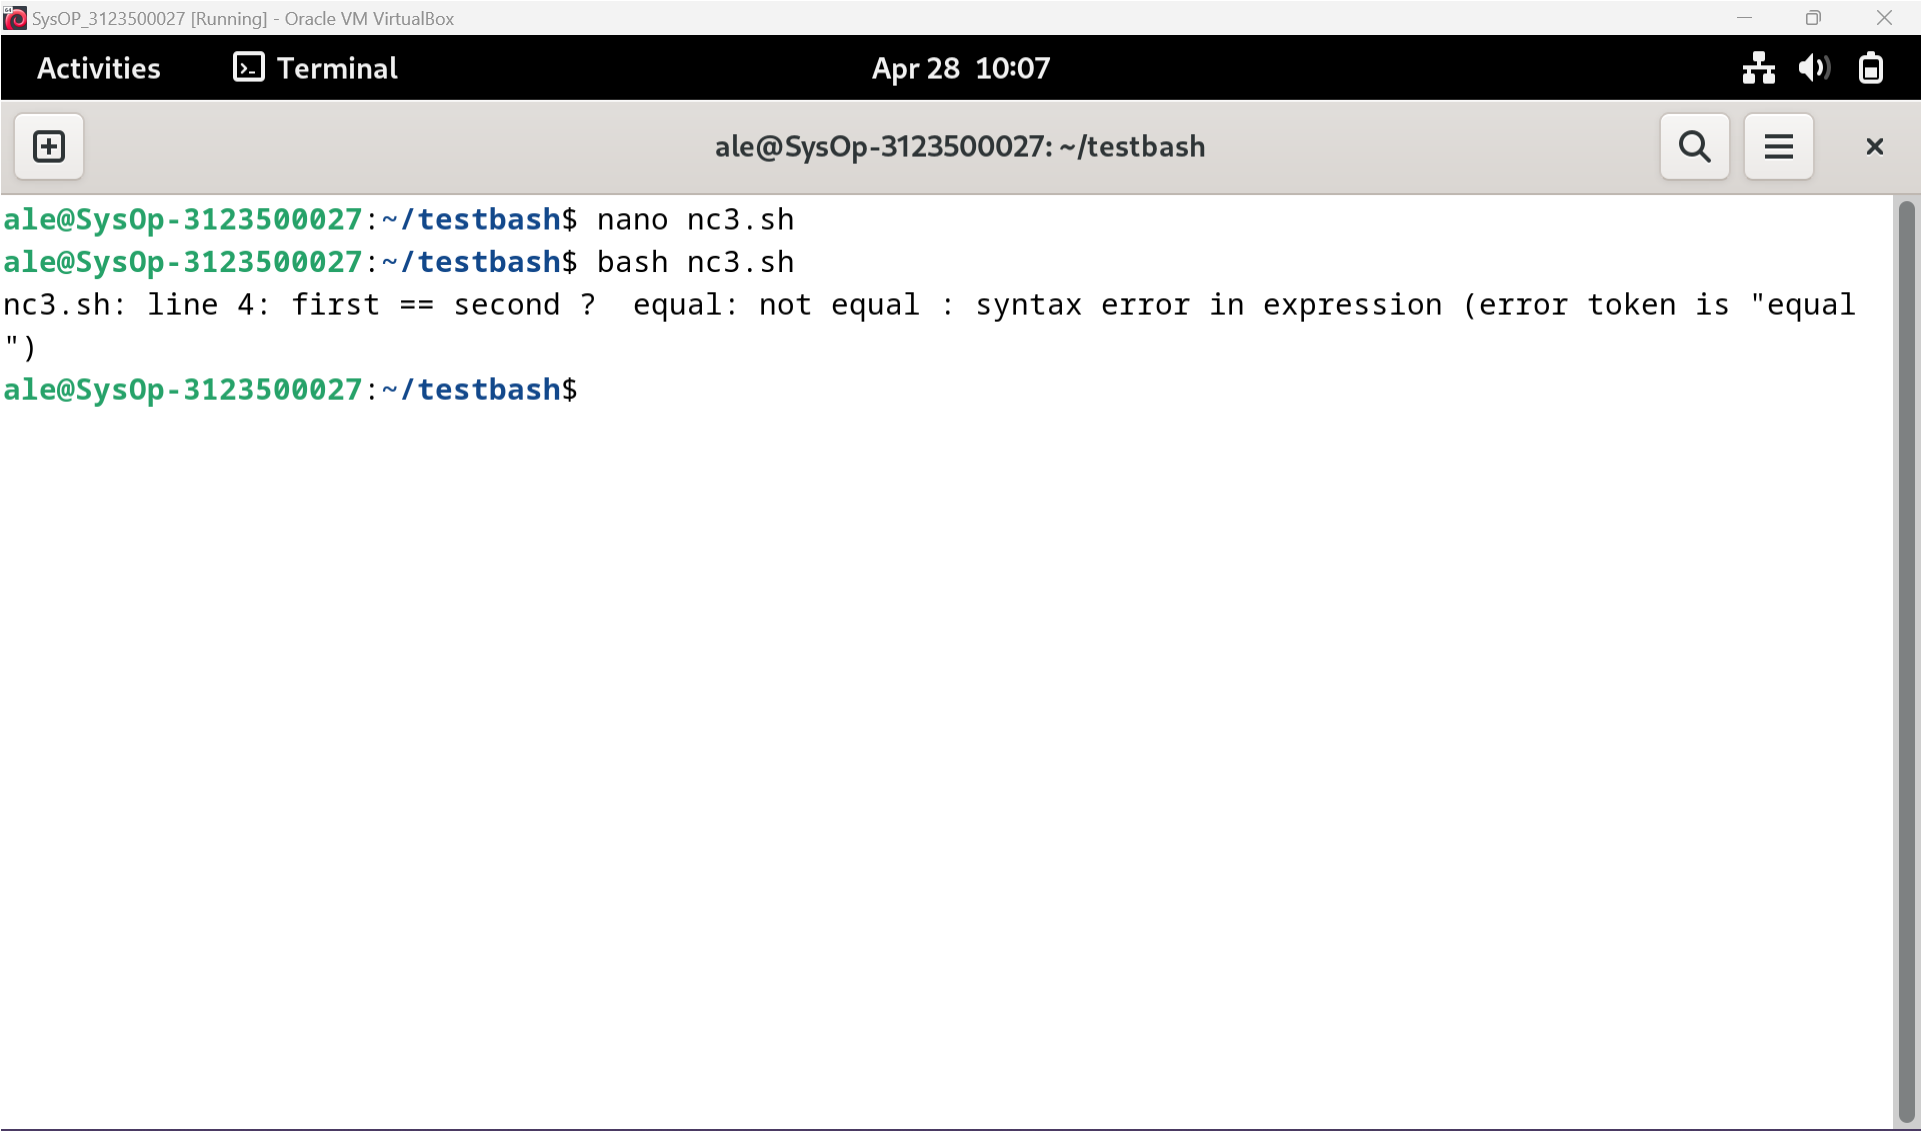 SysOP_3123500027 [Running] - Oracle VM VirtualBox
Activities Terminal Apr 28 10:07
ale@SysOp-3123500027: ~/testbash
ale@SysOp-3123500027:~/testbash$ nano nc3.sh
ale@SysOp-3123500027:~/testbash$ bash nc3.sh
nc3.sh: line 4: first == second ?  equal: not equal : syntax error in expression (error token is "equal
")
ale@SysOp-3123500027:~/testbash$